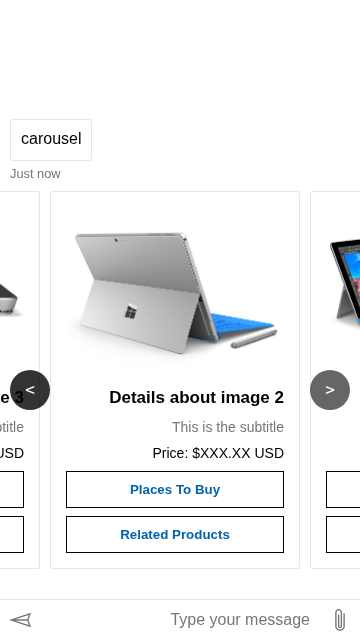 carousel
Just now
e 3
< Details about image 2 >
btitle
This is the subtitle
USD
Price: $XXX.XX USD
Places To Buy
Related Products
Type your message